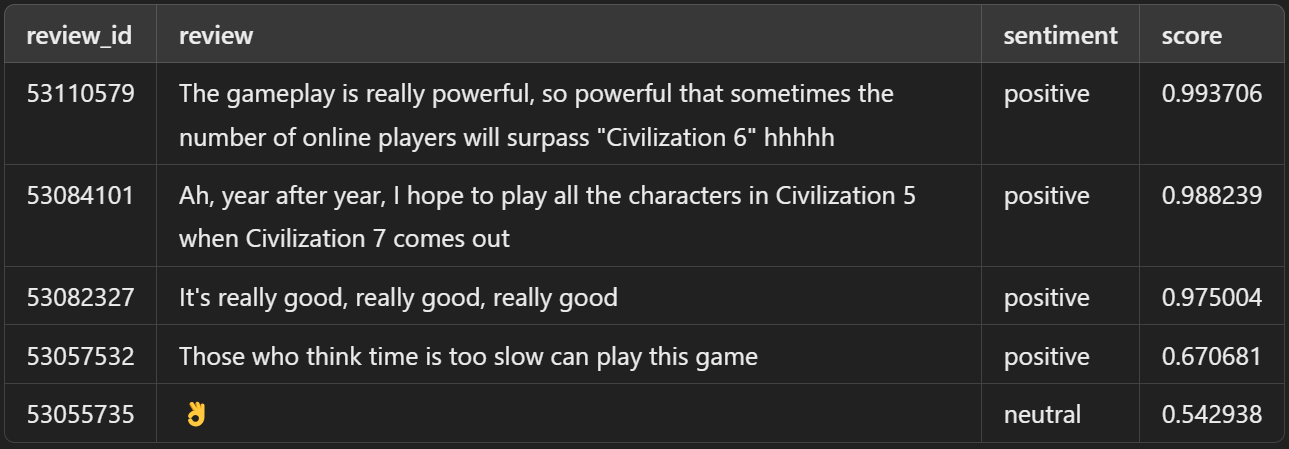 review_id review sentiment score
53110579 The gameplay is really powerful, so powerful that sometimes the positive 0.993706
number of online players will surpass "Civilization 6" hhhhh
53084101 Ah, year after year, I hope to play all the characters in Civilization 5 positive 0.988239
when Civilization 7 comes out
53082327 It's really good, really good, really good positive 0.975004
53057532 Those who think time is too slow can play this game positive 0.670681
53055735 👌 neutral 0.542938